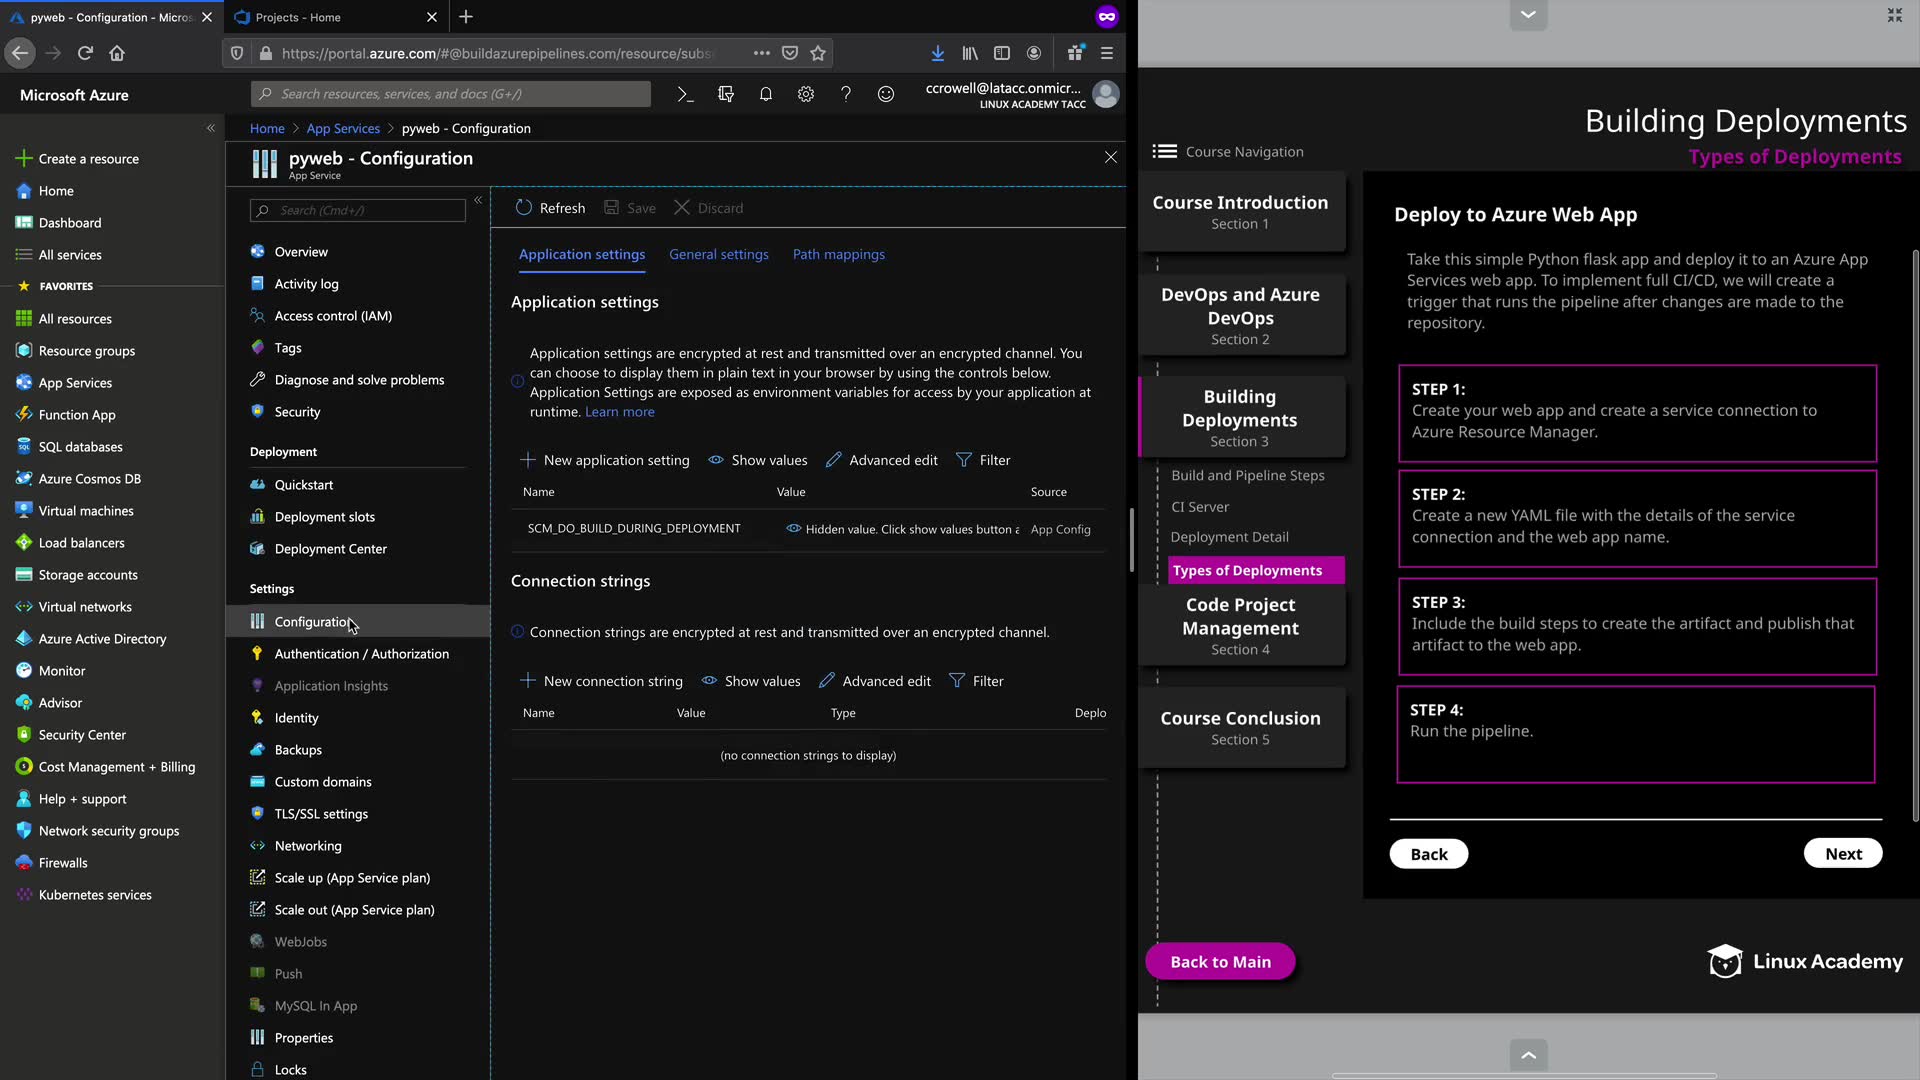 pyweb - Configuration - Micros
Projects - Home
https://portal.azure.com/#@buildazurepipelines.com/resource/subs
Microsoft Azure
Search resources, services, and docs (G+/)
ccrowell@latacc.onmicr...
LINUX ACADEMY TACC
Create a resource
Home
Dashboard
All services
FAVORITES
All resources
Resource groups
App Services
Function App
SQL databases
Azure Cosmos DB
Virtual machines
Load balancers
Storage accounts
Virtual networks
Azure Active Directory
Monitor
Advisor
Security Center
Cost Management + Billing
Help + support
Network security groups
Firewalls
Kubernetes services
Home > App Services > pyweb - Configuration
pyweb - Configuration
App Service
Search (Cmd+/)
Overview
Activity log
Access control (IAM)
Tags
Diagnose and solve problems
Security
Deployment
Quickstart
Deployment slots
Deployment Center
Settings
Configuration
Authentication / Authorization
Application Insights
Identity
Backups
Custom domains
TLS/SSL settings
Networking
Scale up (App Service plan)
Scale out (App Service plan)
WebJobs
Push
MySQL In App
Properties
Locks
Refresh Save Discard
Application settings General settings Path mappings
Application settings
Application settings are encrypted at rest and transmitted over an encrypted channel. You
can choose to display them in plain text in your browser by using the controls below.
Application Settings are exposed as environment variables for access by your application at
runtime. Learn more
New application setting Show values Advanced edit Filter
Name Value Source
SCM_DO_BUILD_DURING_DEPLOYMENT Hidden value. Click show values button a App Config
Connection strings
Connection strings are encrypted at rest and transmitted over an encrypted channel.
New connection string Show values Advanced edit Filter
Name Value Type Deplo
(no connection strings to display)
Building Deployments
Types of Deployments
Course Navigation
Course Introduction
Section 1
DevOps and Azure
DevOps
Section 2
Building
Deployments
Section 3
Build and Pipeline Steps
CI Server
Deployment Detail
Types of Deployments
Code Project
Management
Section 4
Course Conclusion
Section 5
Back to Main
Deploy to Azure Web App
Take this simple Python flask app and deploy it to an Azure App
Services web app. To implement full CI/CD, we will create a
trigger that runs the pipeline after changes are made to the
repository.
STEP 1:
Create your web app and create a service connection to
Azure Resource Manager.
STEP 2:
Create a new YAML file with the details of the service
connection and the web app name.
STEP 3:
Include the build steps to create the artifact and publish that
artifact to the web app.
STEP 4:
Run the pipeline.
Back
Next
Linux Academy